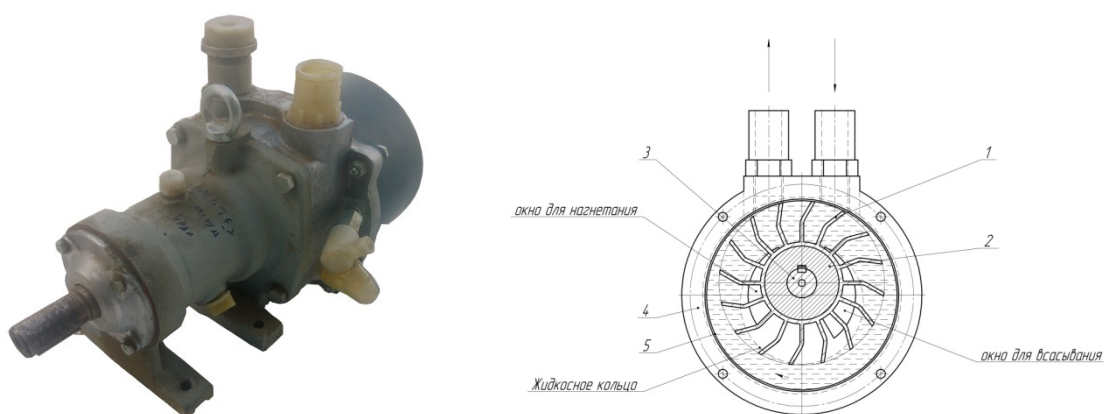 3
1
окно для нагнетания
2
4
5
окно для всасывания
Жидкосное кольцо